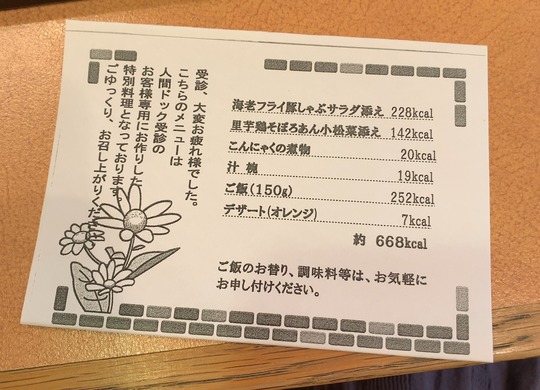 受診、大変お疲れ様でした。
こちらのメニューは
人間ドック受診の
お客様専用にお作りした
特別料理となっております。
ごゆっくり、お召し上がりください。
海老フライ豚しゃぶサラダ添え 228kcal
里芋鶏そぼろあん小松菜添え 142kcal
こんにゃくの煮物 20kcal
汁椀 19kcal
ご飯(150g) 252kcal
デザート(オレンジ) 7kcal
約 668kcal
ご飯のお替り、調味料等は、お気軽に
お申し付けください。